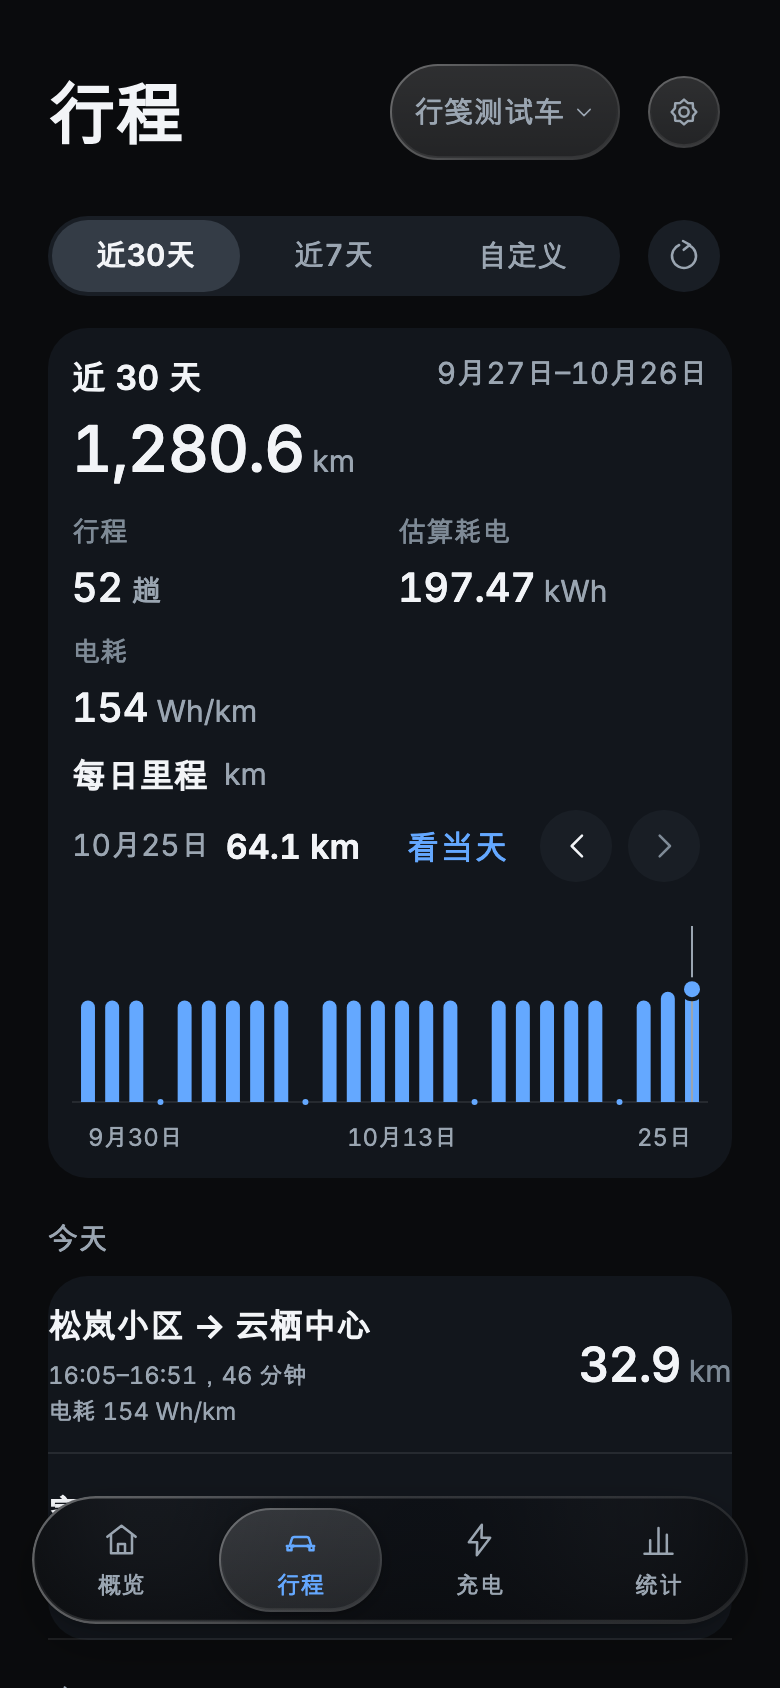 行程
行笺测试车
近30天 近7天 自定义
近 30 天 9月27日–10月26日
1,280.6 km
行程 估算耗电
52 趟 197.47 kWh
电耗
154 Wh/km
每日里程 km
10月25日 64.1 km 看当天
9月30日 10月13日 25日
今天
松岚小区 → 云栖中心
16:05–16:51，46 分钟
32.9 km
电耗 154 Wh/km
概览 行程 充电 统计